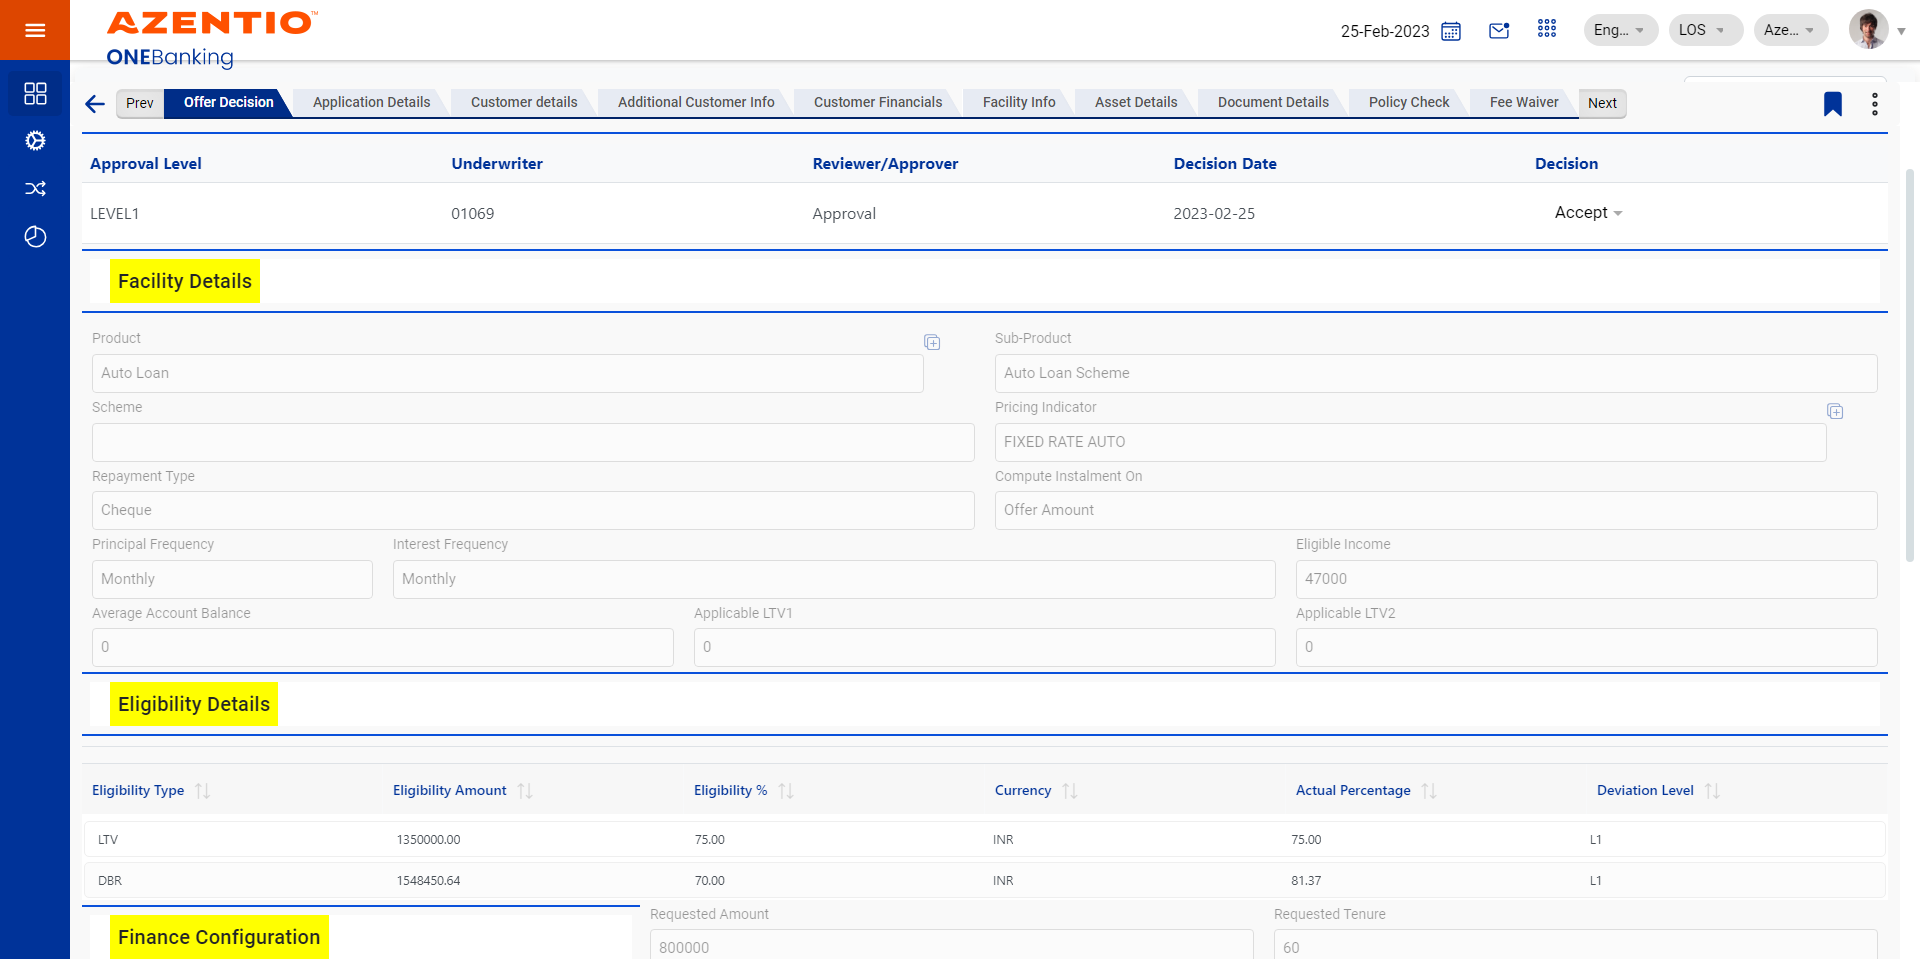 AZENTIO™
ONEBanking
25-Feb-2023
Eng...
LOS
Aze...
Prev
Offer Decision
Application Details
Customer details
Additional Customer Info
Customer Financials
Facility Info
Asset Details
Document Details
Policy Check
Fee Waiver
Next
Approval Level Underwriter Reviewer/Approver Decision Date Decision
LEVEL1 01069 Approval 2023-02-25 Accept
Facility Details
Product Sub-Product
Auto Loan Auto Loan Scheme
Scheme Pricing Indicator
FIXED RATE AUTO
Repayment Type Compute Instalment On
Cheque Offer Amount
Principal Frequency Interest Frequency Eligible Income
Monthly Monthly 47000
Average Account Balance Applicable LTV1 Applicable LTV2
0 0 0
Eligibility Details
Eligibility Type Eligibility Amount Eligibility % Currency Actual Percentage Deviation Level
LTV 1350000.00 75.00 INR 75.00 L1
DBR 1548450.64 70.00 INR 81.37 L1
Requested Amount Requested Tenure
Finance Configuration 800000 60